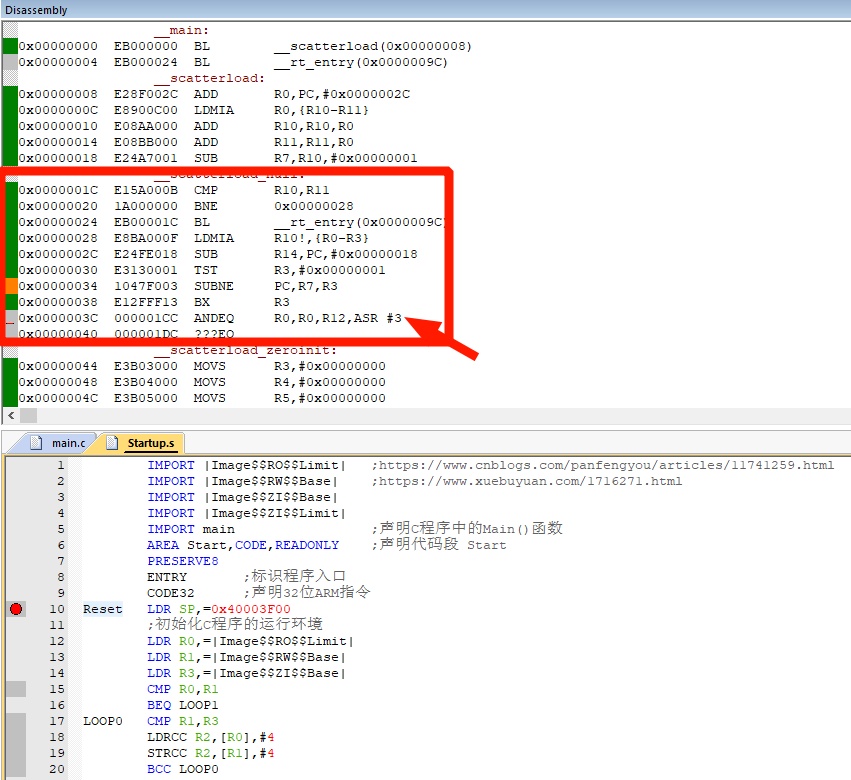 Disassembly
__main:
0x00000000 EB000000 BL __scatterload(0x00000008)
0x00000004 EB000024 BL __rt_entry(0x0000009C)
__scatterload:
0x00000008 E28F002C ADD R0,PC,#0x0000002C
0x0000000C E8900C00 LDMIA R0,{R10-R11}
0x00000010 E08AA000 ADD R10,R10,R0
0x00000014 E08BB000 ADD R11,R11,R0
0x00000018 E24A7001 SUB R7,R10,#0x00000001
__scatterload_null:
0x0000001C E15A000B CMP R10,R11
0x00000020 1A000000 BNE 0x00000028
0x00000024 EB00001C BL __rt_entry(0x0000009C)
0x00000028 E8BA000F LDMIA R10!,{R0-R3}
0x0000002C E24FE018 SUB R14,PC,#0x00000018
0x00000030 E3130001 TST R3,#0x00000001
0x00000034 1047F003 SUBNE PC,R7,R3
0x00000038 E12FFF13 BX R3
0x0000003C 000001CC ANDEQ R0,R0,R12,ASR #3
0x00000040 000001DC ???EQ
__scatterload_zeroinit:
0x00000044 E3B03000 MOVS R3,#0x00000000
0x00000048 E3B04000 MOVS R4,#0x00000000
0x0000004C E3B05000 MOVS R5,#0x00000000
main.c Startup.s
1 IMPORT |Image$$RO$$Limit| ;https://www.cnblogs.com/panfengyou/articles/11741259.html
2 IMPORT |Image$$RW$$Base| ;https://www.xuebuyuan.com/1716271.html
3 IMPORT |Image$$ZI$$Base|
4 IMPORT |Image$$ZI$$Limit|
5 IMPORT main ;声明C程序中的Main()函数
6 AREA Start,CODE,READONLY ;声明代码段 Start
7 PRESERVE8
8 ENTRY ;标识程序入口
9 CODE32 ;声明32位ARM指令
10 Reset LDR SP,=0x40003F00
11 ;初始化C程序的运行环境
12 LDR R0,=|Image$$RO$$Limit|
13 LDR R1,=|Image$$RW$$Base|
14 LDR R3,=|Image$$ZI$$Base|
15 CMP R0,R1
16 BEQ LOOP1
17 LOOP0 CMP R1,R3
18 LDRCC R2,[R0],#4
19 STRCC R2,[R1],#4
20 BCC LOOP0